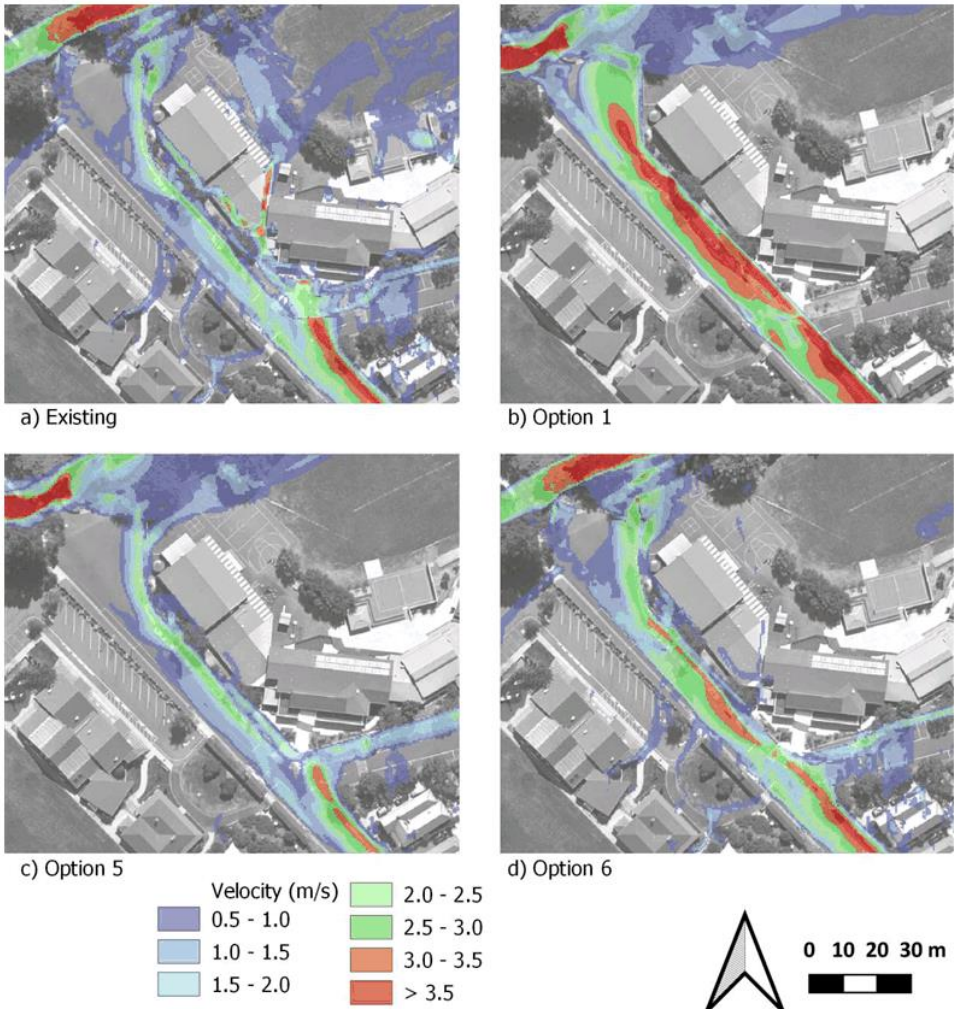 a) Existing
b) Option 1
c) Option 5
d) Option 6
Velocity (m/s)
0.5 - 1.0
1.0 - 1.5
1.5 - 2.0
2.0 - 2.5
2.5 - 3.0
3.0 - 3.5
> 3.5
0 10 20 30 m